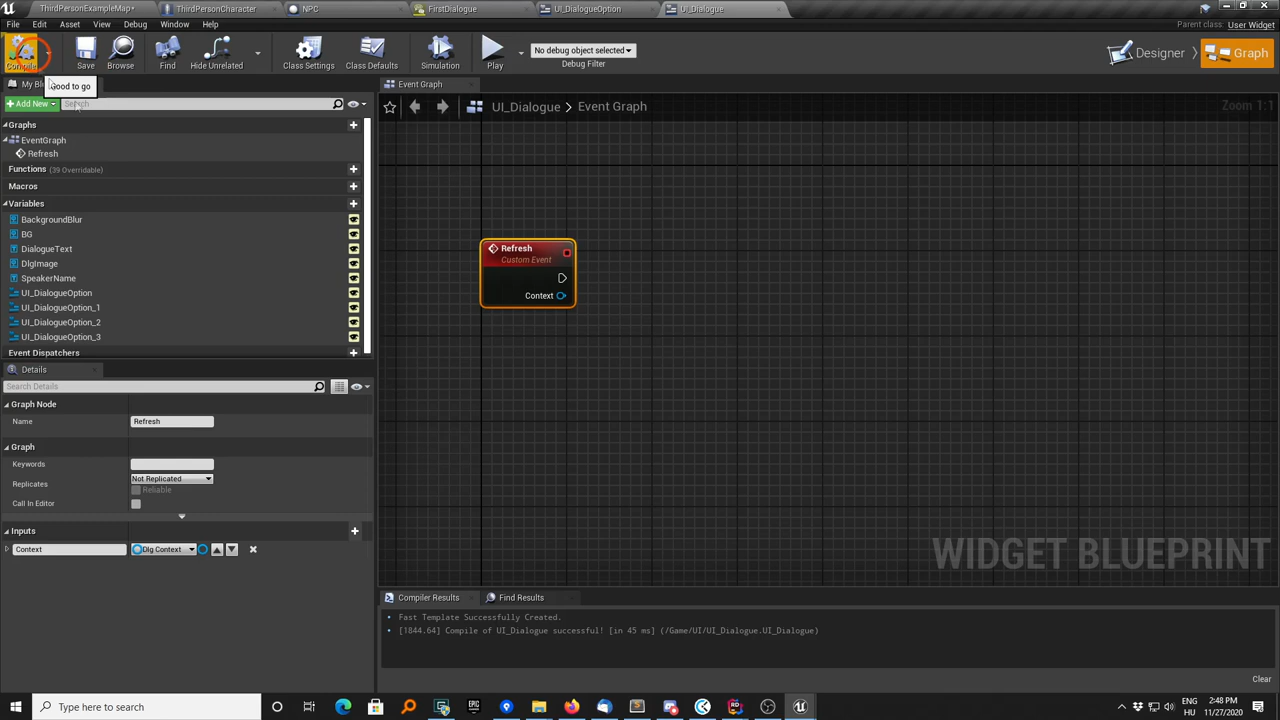 ThirdPersonExampleMap*
ThirdPersonCharacter
NPC
FirstDialogue
UI_DialogueOption
UI_Dialogue
File
Edit
Asset
View
Debug
Window
Help
Parent class: User Widget
Compile
Save
Browse
Find
Hide Unrelated
Class Settings
Class Defaults
Simulation
Play
No debug object selected
Debug Filter
Designer
Graph
Good to go
Event Graph
Add New
Search
UI_Dialogue > Event Graph
Zoom 1:1
Graphs
EventGraph
Refresh
Functions (39 Overridable)
Macros
Variables
BackgroundBlur
BG
DialogueText
DlgImage
SpeakerName
UI_DialogueOption
UI_DialogueOption_1
UI_DialogueOption_2
UI_DialogueOption_3
Event Dispatchers
Refresh
Custom Event
Context
Details
Search Details
Graph Node
Name
Refresh
Graph
Keywords
Replicates
Not Replicated
Reliable
Call In Editor
Inputs
Context
Dlg Context
WIDGET BLUEPRINT
Compiler Results
Find Results
Fast Template Successfully Created.
[1844.64] Compile of UI_Dialogue successful! [in 45 ms] (/Game/UI/UI_Dialogue.UI_Dialogue)
Clear
Type here to search
ENG
HU
2:48 PM
11/27/2020